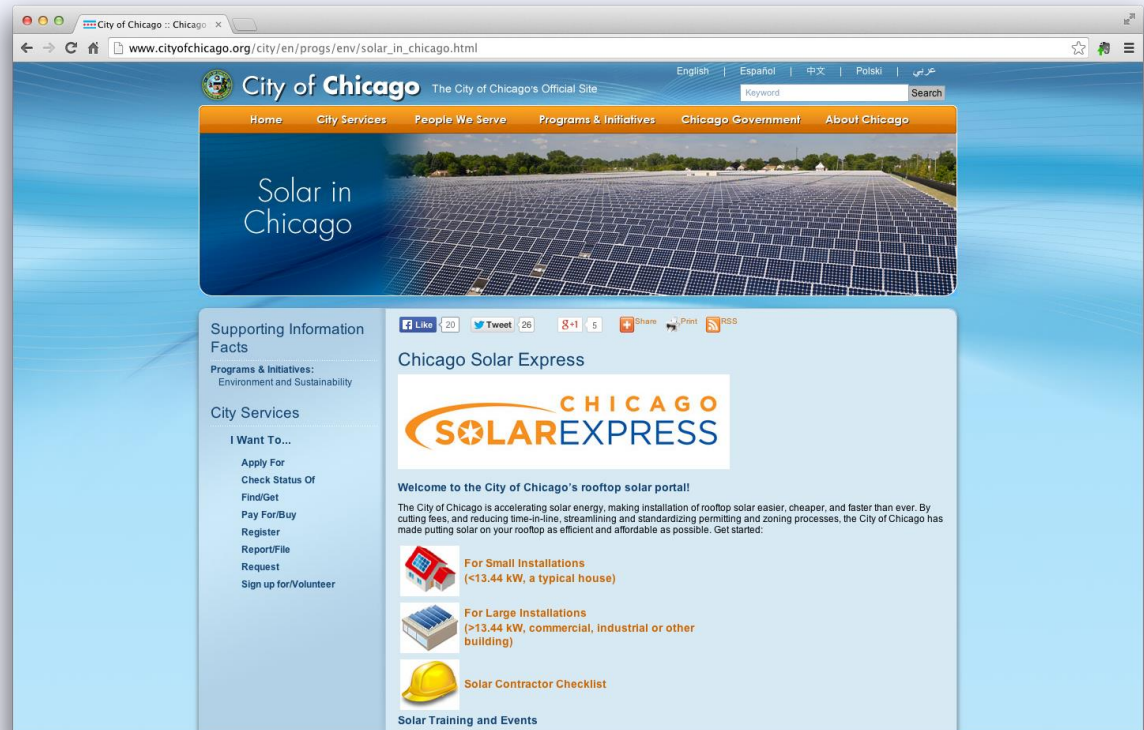 City of Chicago :: Chicago
www.cityofchicago.org/city/en/progs/env/solar_in_chicago.html
English | Español | 中文 | Polski | عربي
City of Chicago The City of Chicago's Official Site
Keyword Search
Home City Services People We Serve Programs & Initiatives Chicago Government About Chicago
Solar in
Chicago
Supporting Information
Facts
Programs & Initiatives:
Environment and Sustainability
City Services
I Want To...
Apply For
Check Status Of
Find/Get
Pay For/Buy
Register
Report/File
Request
Sign up for/Volunteer
Like 20 Tweet 26 g+1 5 Share Print RSS
Chicago Solar Express
CHICAGO
SOLAREXPRESS
Welcome to the City of Chicago's rooftop solar portal!
The City of Chicago is accelerating solar energy, making installation of rooftop solar easier, cheaper, and faster than ever. By
cutting fees, and reducing time-in-line, streamlining and standardizing permitting and zoning processes, the City of Chicago has
made putting solar on your rooftop as efficient and affordable as possible. Get started:
For Small Installations
(<13.44 kW, a typical house)
For Large Installations
(>13.44 kW, commercial, industrial or other
building)
Solar Contractor Checklist
Solar Training and Events